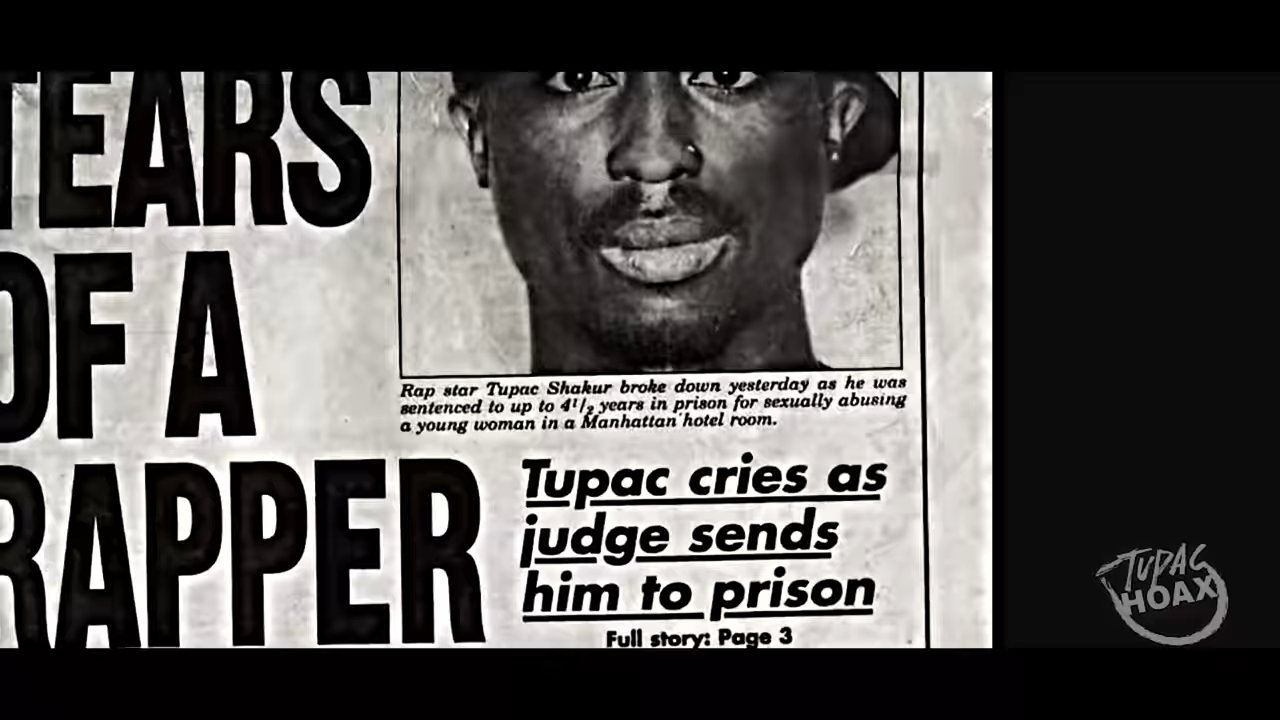 TEARS
OF A
RAPPER
Rap star Tupac Shakur broke down yesterday as he was
sentenced to up to 4 1/2 years in prison for sexually abusing
a young woman in a Manhattan hotel room.
Tupac cries as
judge sends
him to prison
Full story: Page 3
TUPAC
HOAX